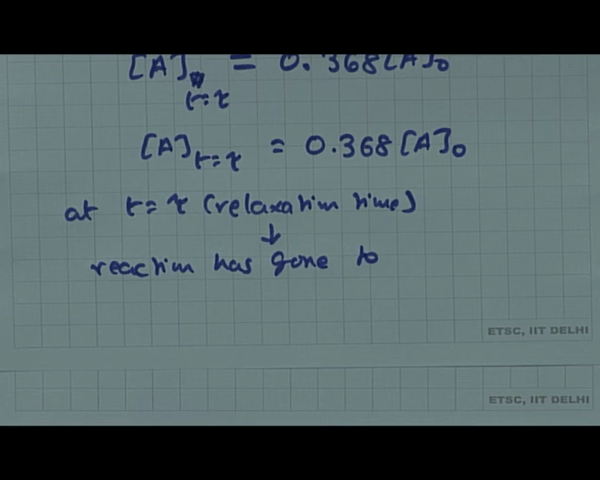 [A]t=τ = 0.368[A]0
[A]t=τ = 0.368[A]0
at t=τ (relaxation time)
↓
reaction has gone to
ETSC, IIT DELHI
ETSC, IIT DELHI